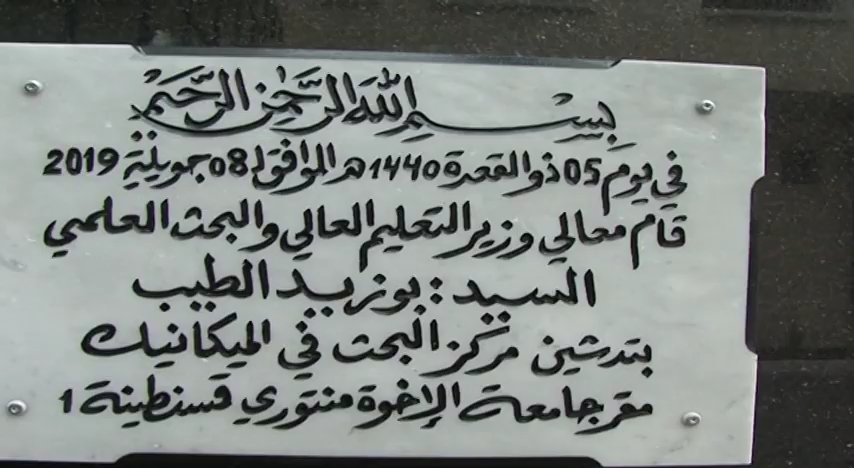 بسم الله الرحمن الرحيم
في يوم 05 ذو القعدة 1440هـ الموافق لـ 08 جويلية 2019
قام معالي وزير التعليم العالي والبحث العلمي
السيد : بوزيد الطيب
بتدشين مركز البحث في الميكانيك
مقر جامعة الإخوة منتوري قسنطينة 1